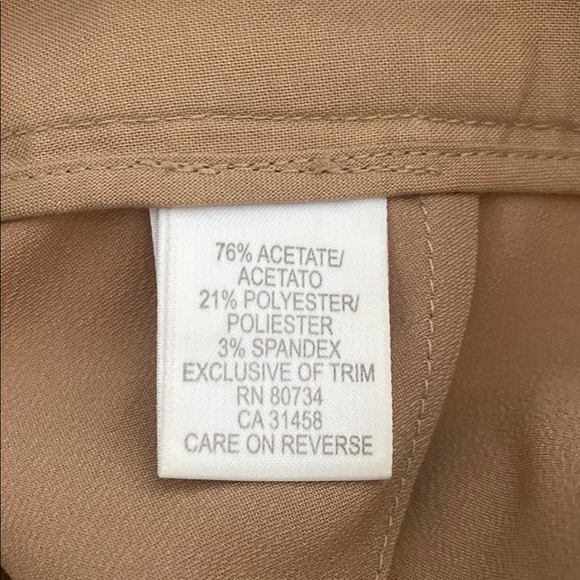 76% ACETATE/
ACETATO
21% POLYESTER/
POLIESTER
3% SPANDEX
EXCLUSIVE OF TRIM
RN 80734
CA 31458
CARE ON REVERSE